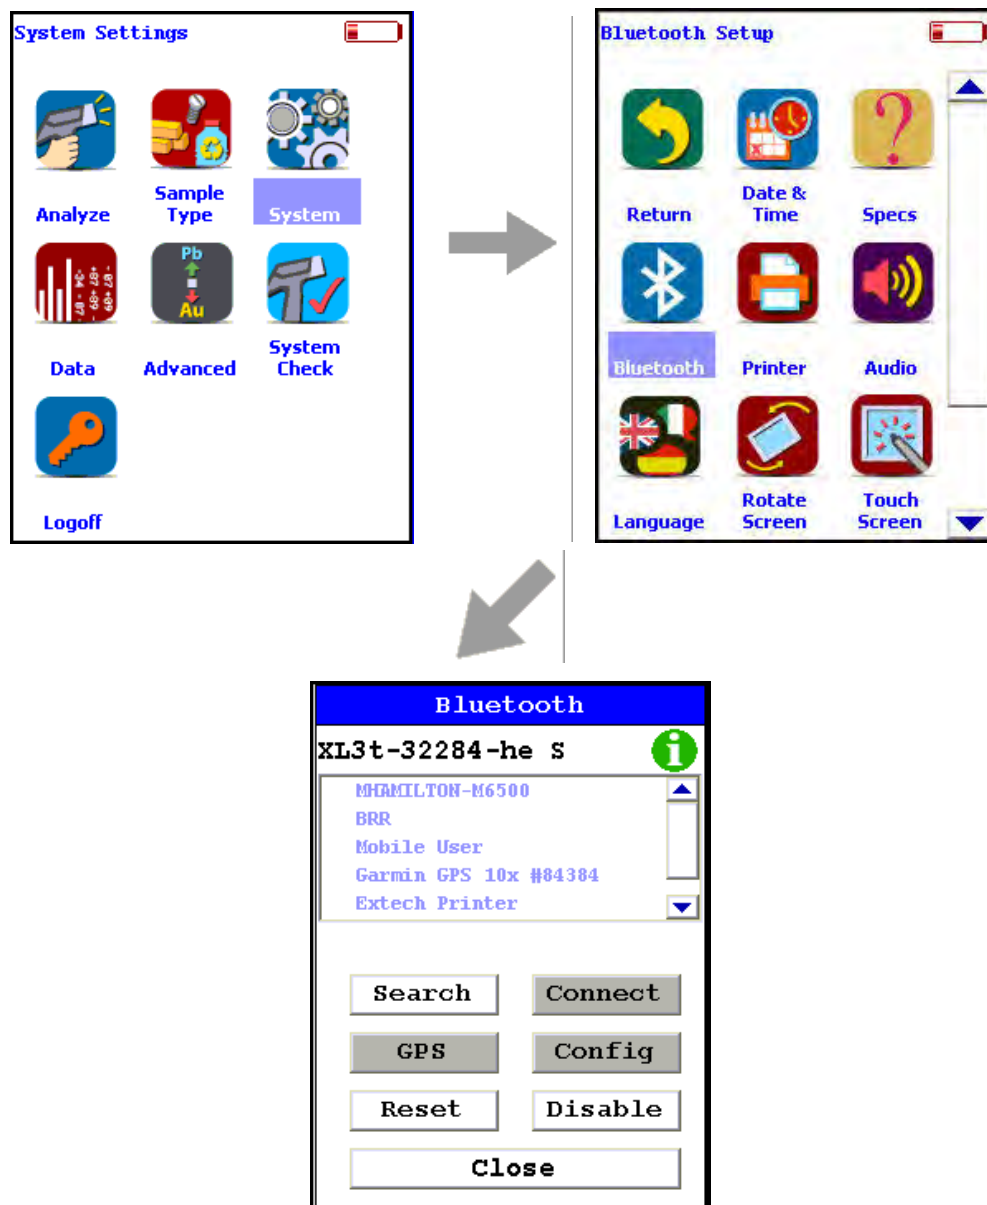 System Settings
Analyze
Sample
Type
System
Data
Pb
Au
Advanced
System
Check
Logoff
Bluetooth Setup
Return
Date &
Time
Specs
Bluetooth
Printer
Audio
Language
Rotate
Screen
Touch
Screen
Bluetooth
XL3t-32284-he S
MHAMILTON-M6500
BRR
Mobile User
Garmin GPS 10x #84384
Extech Printer
Search
Connect
GPS
Config
Reset
Disable
Close